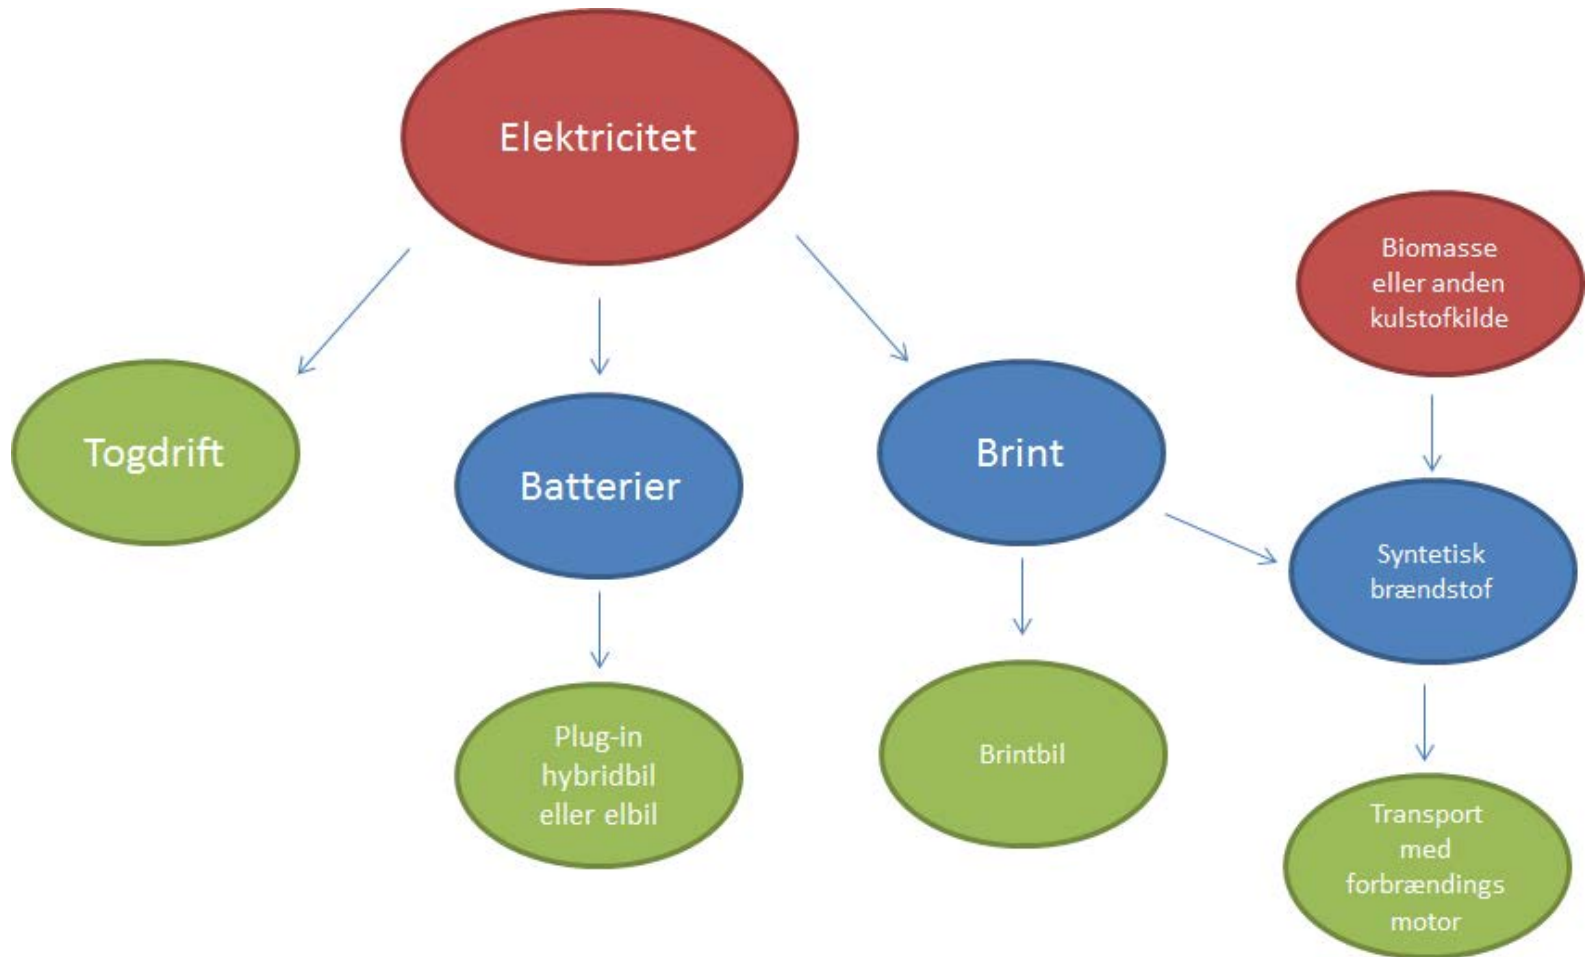 Elektricitet
Biomasse
eller anden
kulstofkilde
Togdrift
Batterier
Brint
Syntetisk
brændstof
Plug-in
hybridbil
eller elbil
Brintbil
Transport
med
forbrændings
motor